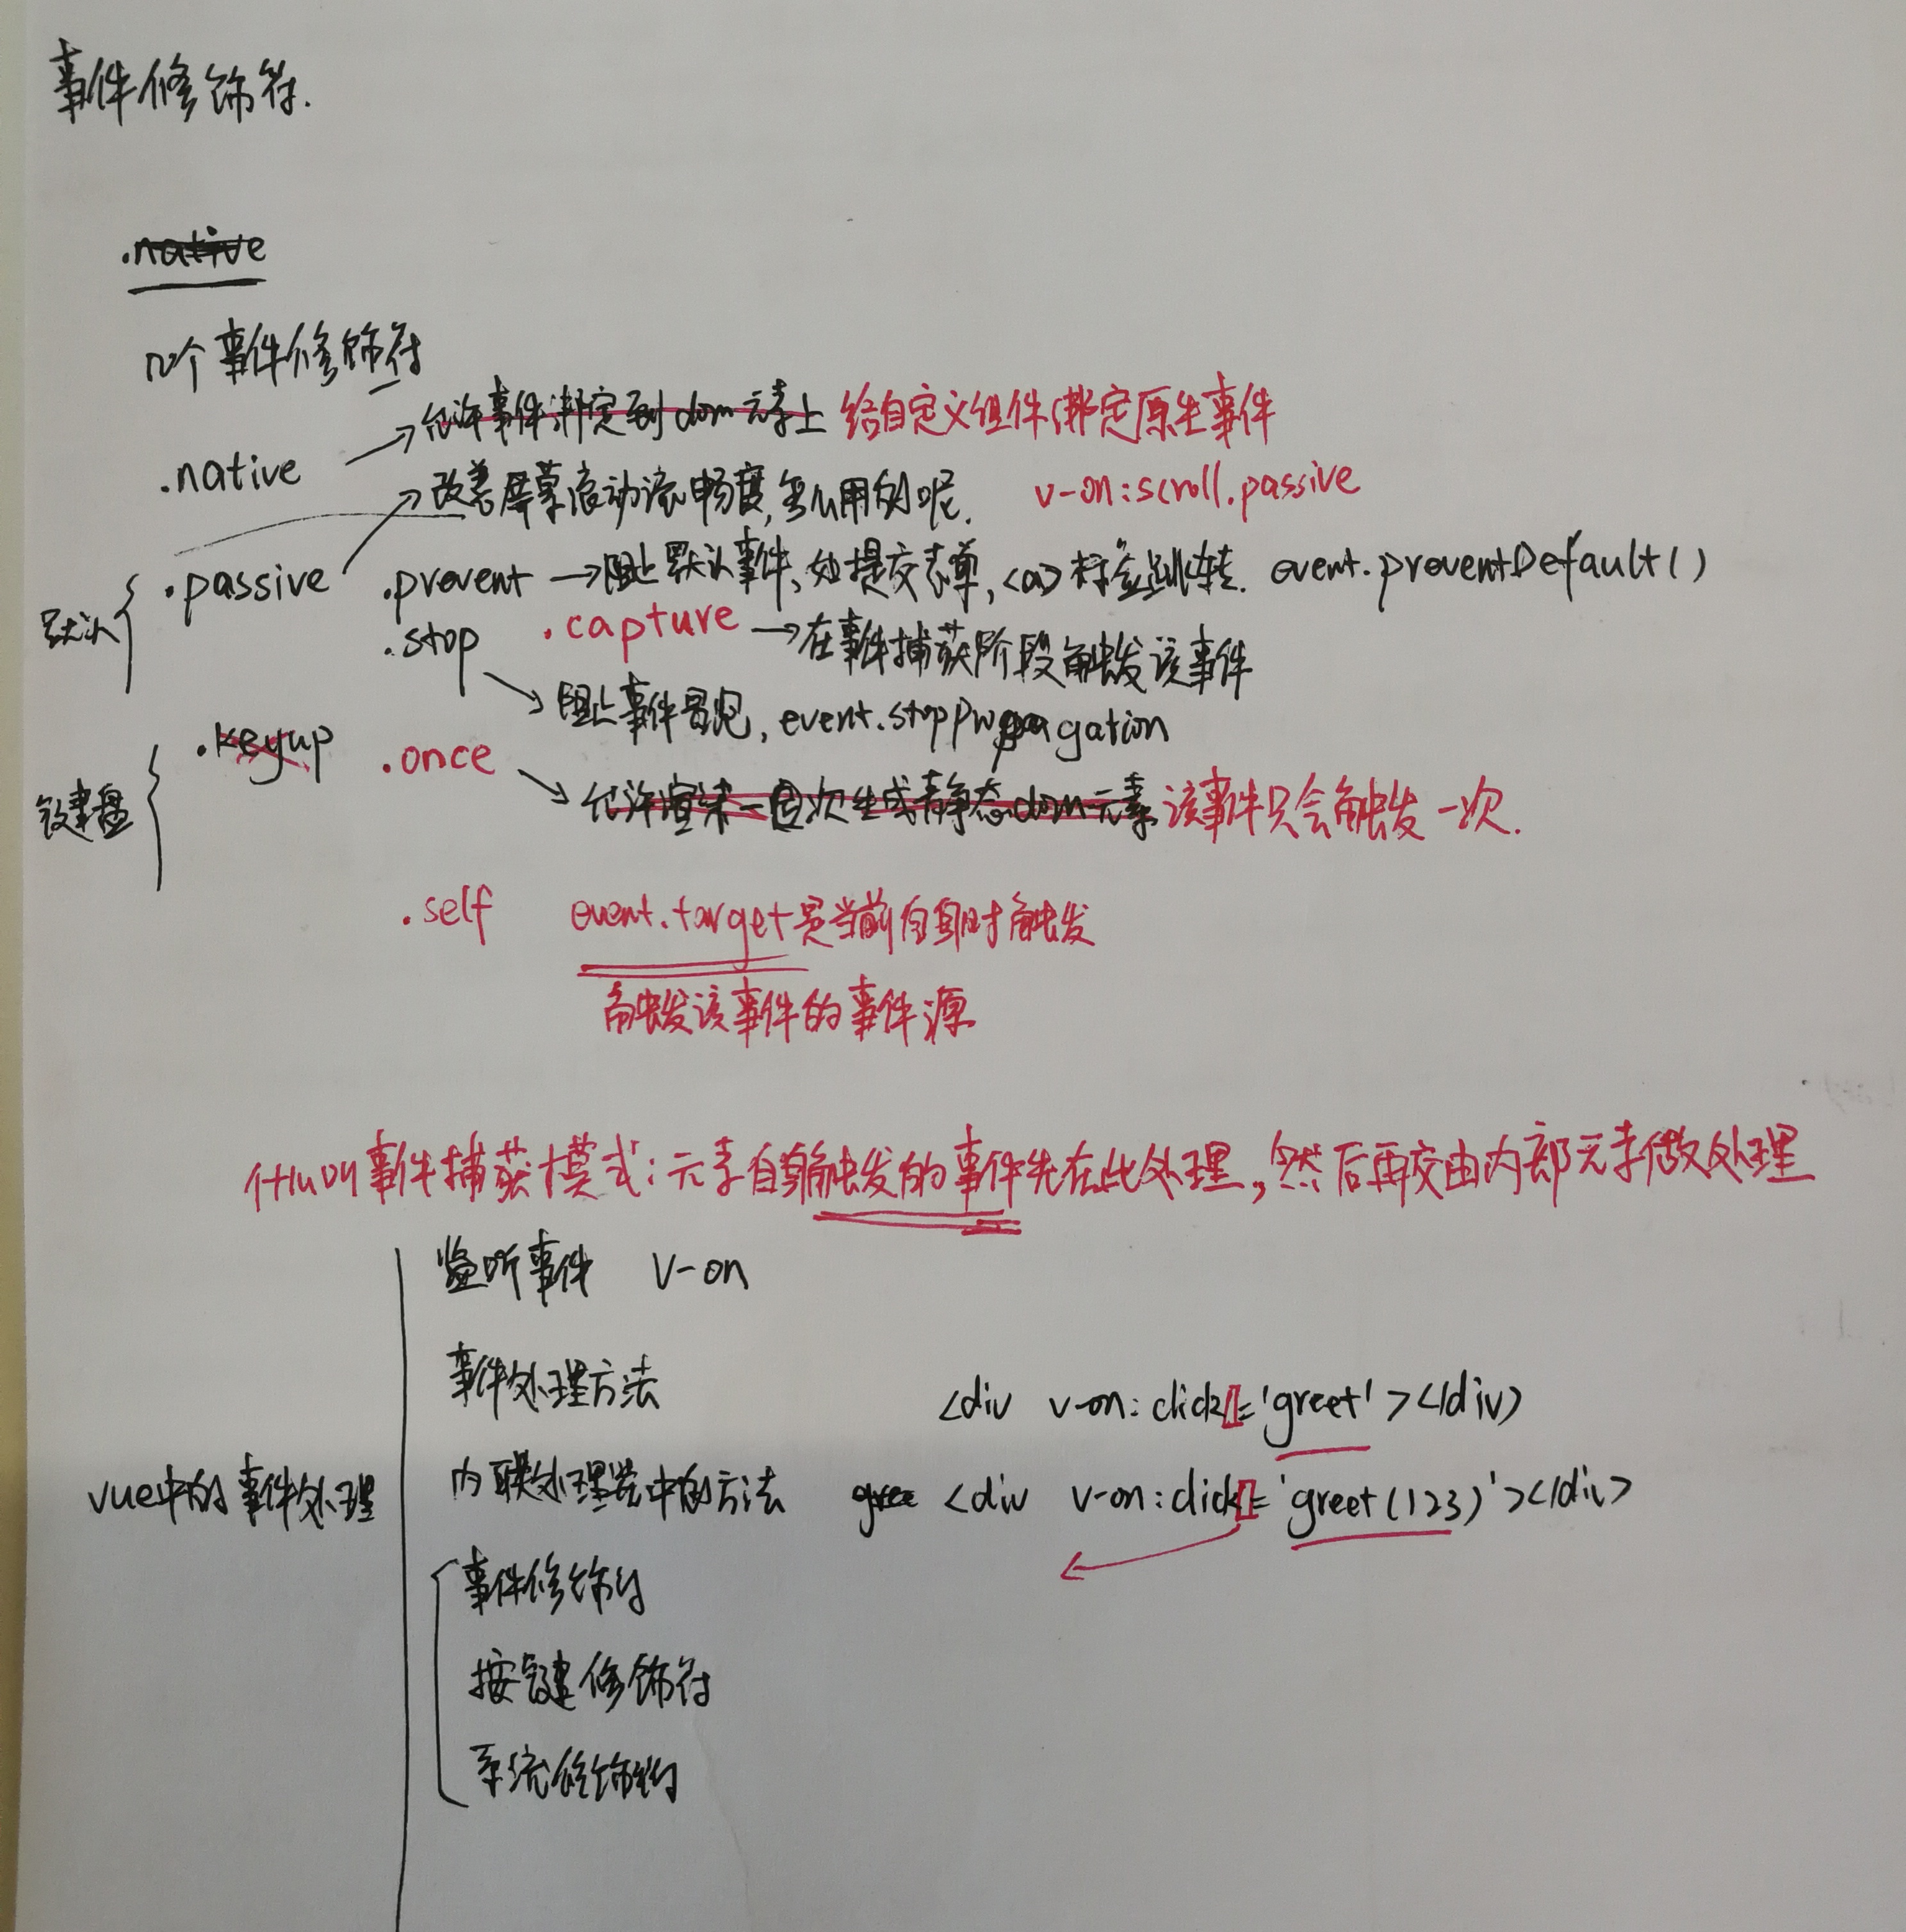 事件修饰符.
.native
几个事件修饰符
允许事件绑定到dom元素上 给自定义组件绑定原生事件
.native
改善屏幕滚动流畅度,怎么用的呢. v-on:scroll.passive
默认 .passive .prevent →阻止默认事件,如提交表单,<a>标签跳转. event.preventDefault()
.stop .capture →在事件捕获阶段触发该事件
阻止事件冒泡, event.stopPropagation
键盘 .keyup .once
允许渲染一次生成静态dom元素 该事件只会触发一次.
.self event.target是当前自身时触发
触发该事件的事件源
事件捕获模式:元素自身触发的事件先在此处理,然后再交由内部元素做处理
监听事件 v-on
事件处理方法 <div v-on:click='greet'></div>
vue中的事件处理 内联处理器中的方法 gree <div v-on:click='greet(123)'></div>
事件修饰符
按键修饰符
系统修饰符